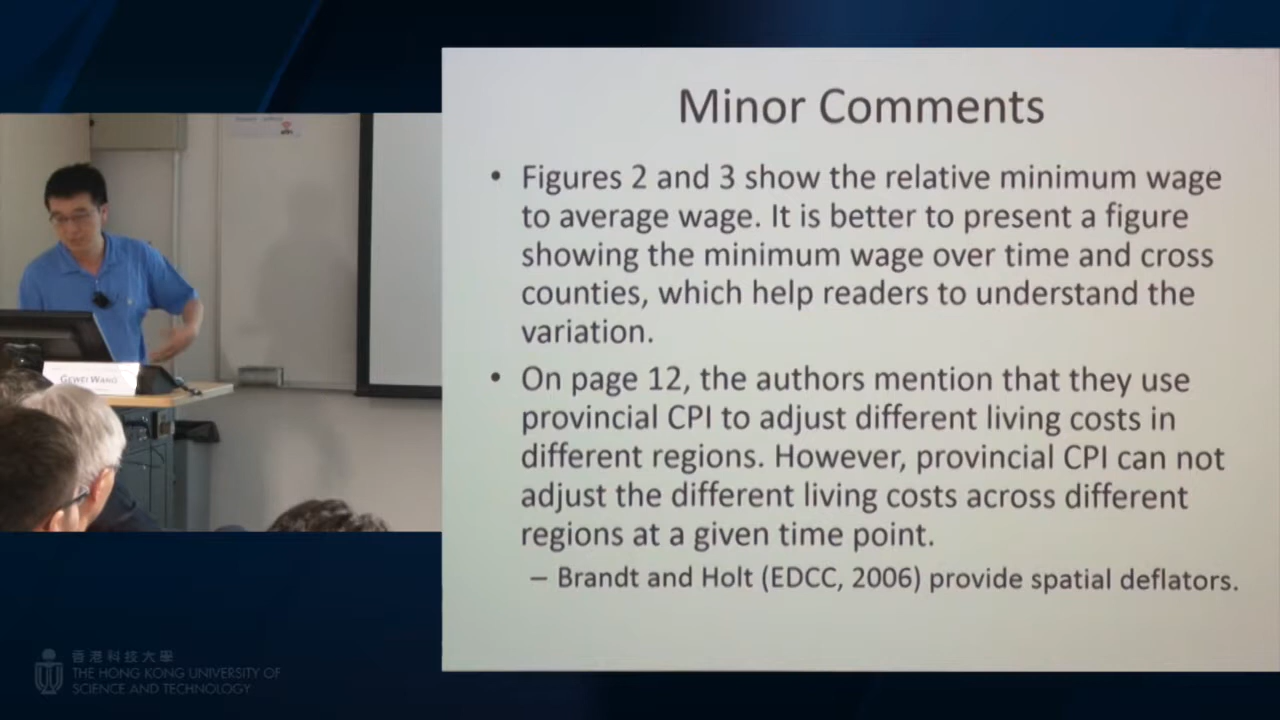 Minor Comments
• Figures 2 and 3 show the relative minimum wage
to average wage. It is better to present a figure
showing the minimum wage over time and cross
counties, which help readers to understand the
variation.
• On page 12, the authors mention that they use
provincial CPI to adjust different living costs in
different regions. However, provincial CPI can not
adjust the different living costs across different
regions at a given time point.
– Brandt and Holt (EDCC, 2006) provide spatial deflators.
GEWEI WANG
香港科技大學
THE HONG KONG UNIVERSITY OF
SCIENCE AND TECHNOLOGY